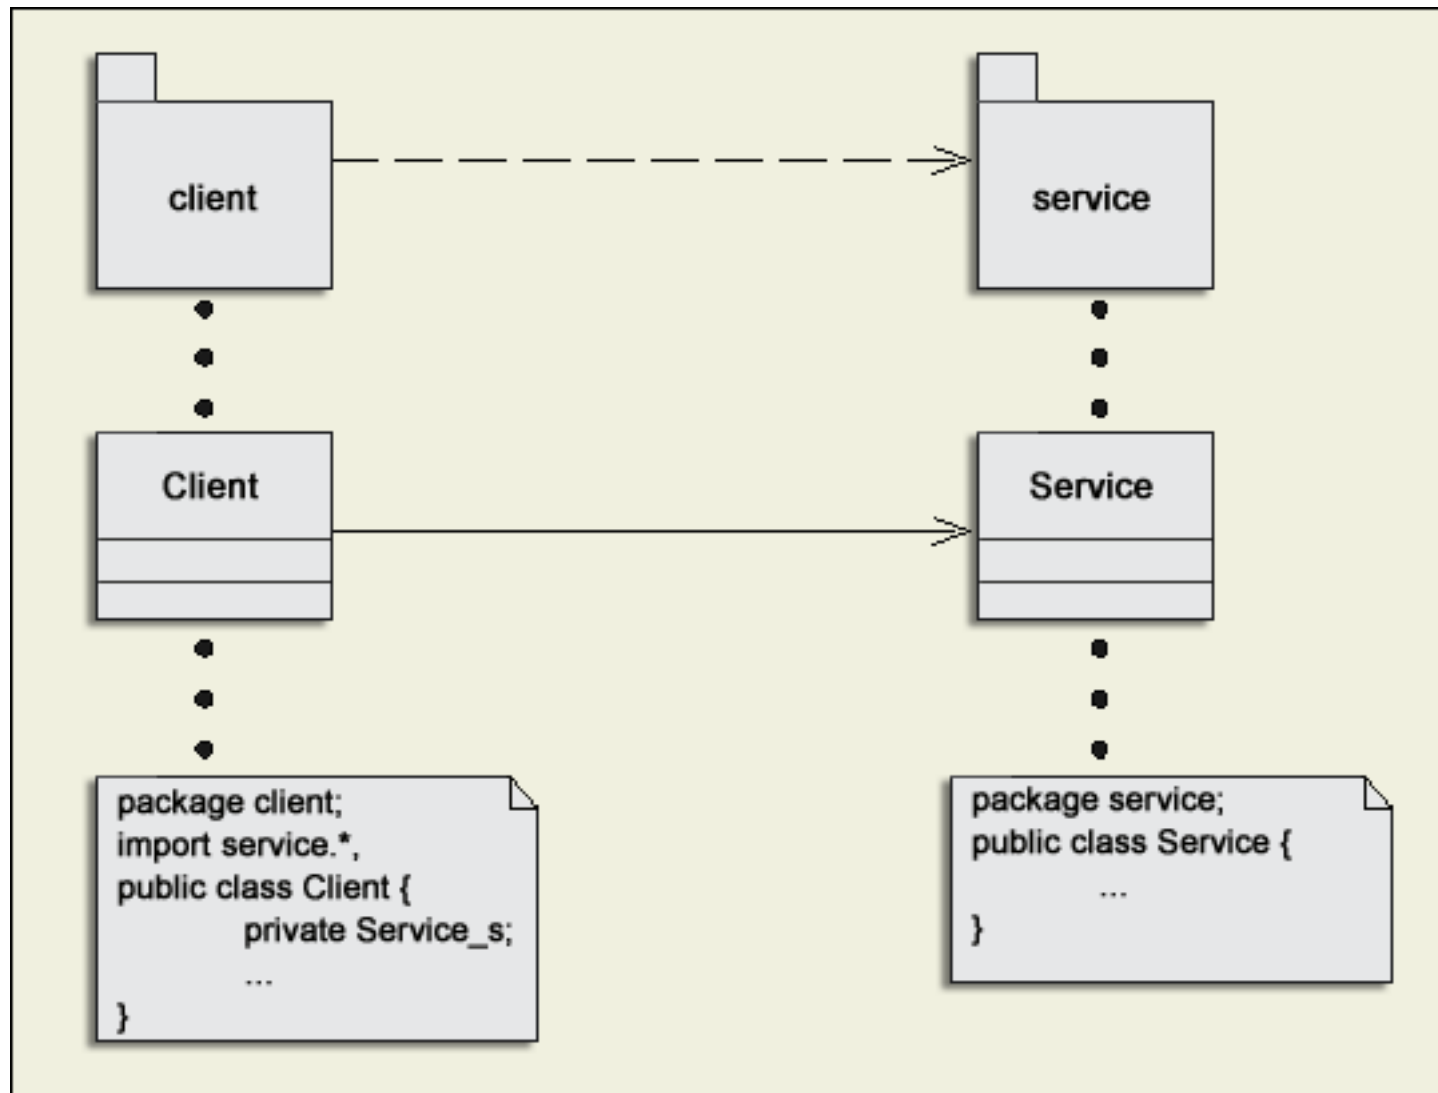 client
service
Client
Service
package client;
import service.*,
public class Client {
private Service_s;
...
}
package service;
public class Service {
...
}